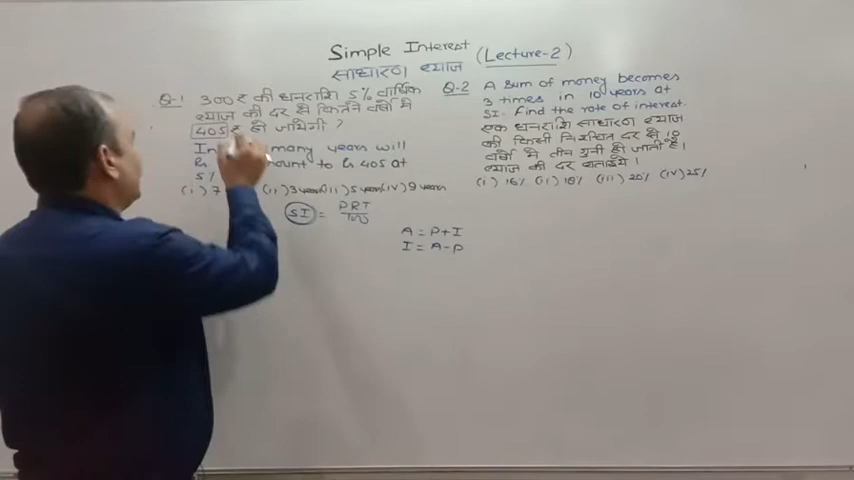 Simple Interest (Lecture-2)
साधारण ब्याज
Q-1 300₹ की धनराशि 5% वार्षिक
ब्याज की दर से कितने वर्षो मे
405₹ हो जायेगी ?
many years will
amount to Rs 405 at
5%
(i) 7 (ii) 3 years (iii) 5 years (iv) 9 years
SI = PRT
100
A = P+I
I = A-P
Q-2 A sum of money becomes
3 times in 10 years at
SI. Find the rate of interest.
एक धनराशि साधारण ब्याज
की किसी निश्चित दर से 10
वर्षो मे तीन गुनी हो जाती है।
ब्याज की दर बताइये।
(i) 16% (ii) 18% (iii) 20% (iv) 25%